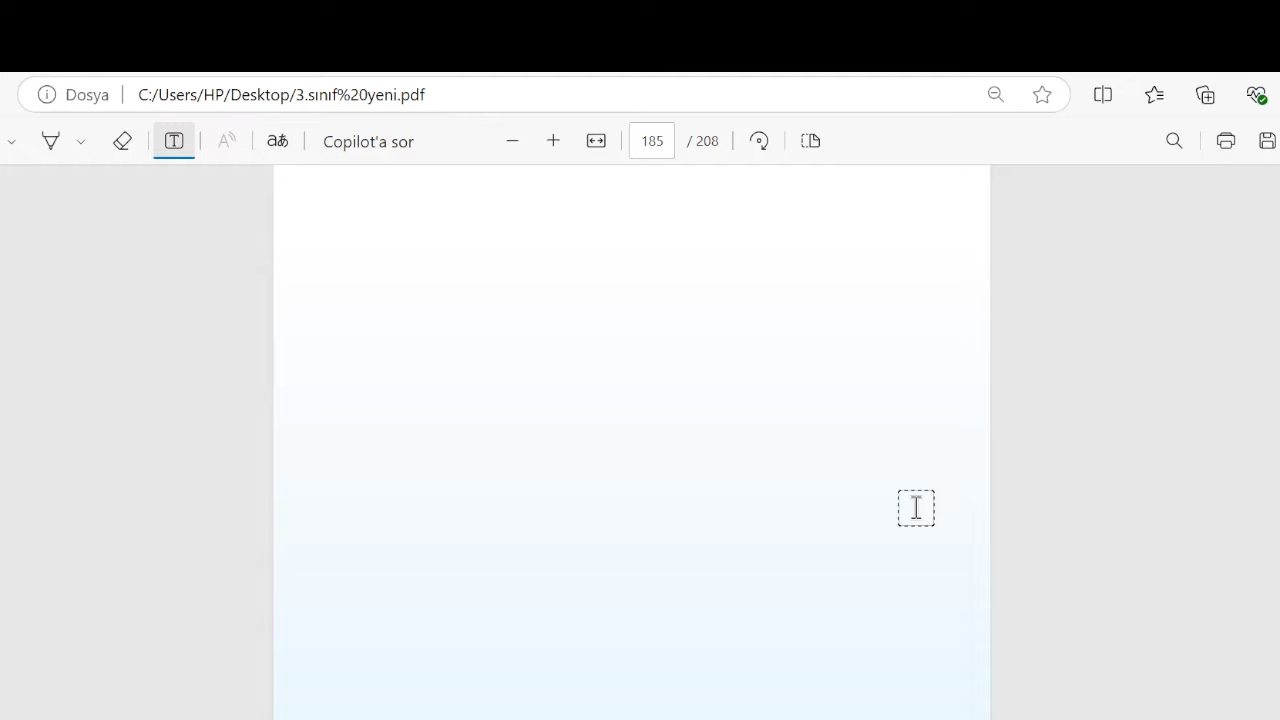 Dosya C:/Users/HP/Desktop/3.sınıf%20yeni.pdf
aあ Copilot'a sor 185 / 208